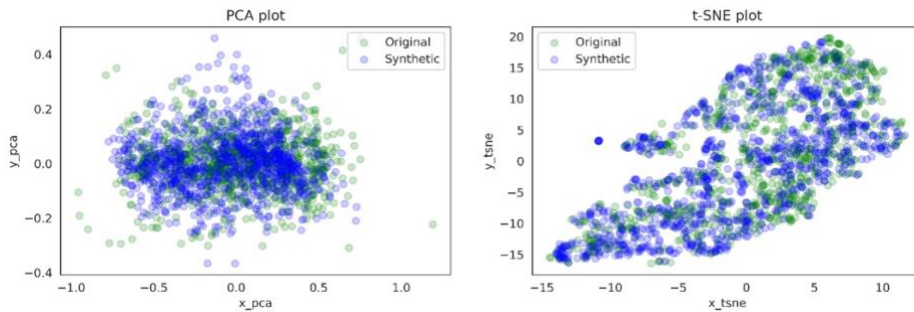 PCA plot
0.4
0.2
0.0
−0.2
−0.4
y_pca
−1.0 −0.5 0.0 0.5 1.0
x_pca
Original
Synthetic
t-SNE plot
20
15
10
5
0
−5
−10
−15
y_tsne
−15 −10 −5 0 5 10
x_tsne
Original
Synthetic